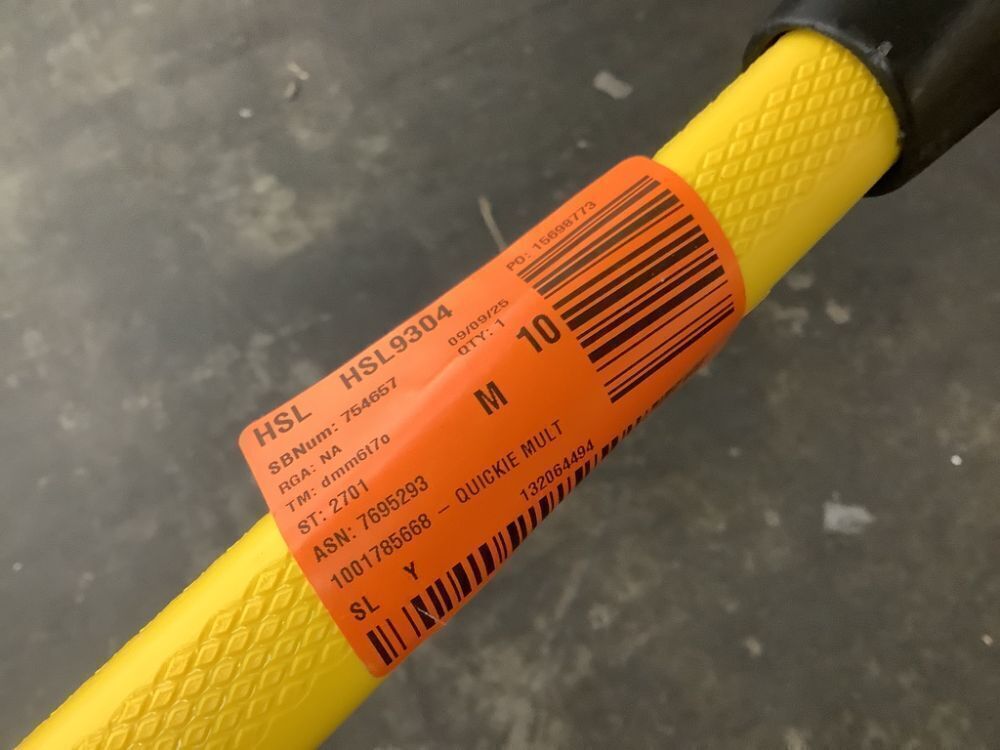 HSL HSL9304
SBNum: 754657
09/09/25
PO: 15698773
RGA: NA
QTY: 1
TM: dmm6t7o
M 10
ST: 2701
ASN: 7695293
1001785668 – QUICKIE MULT
SL Y
132064494